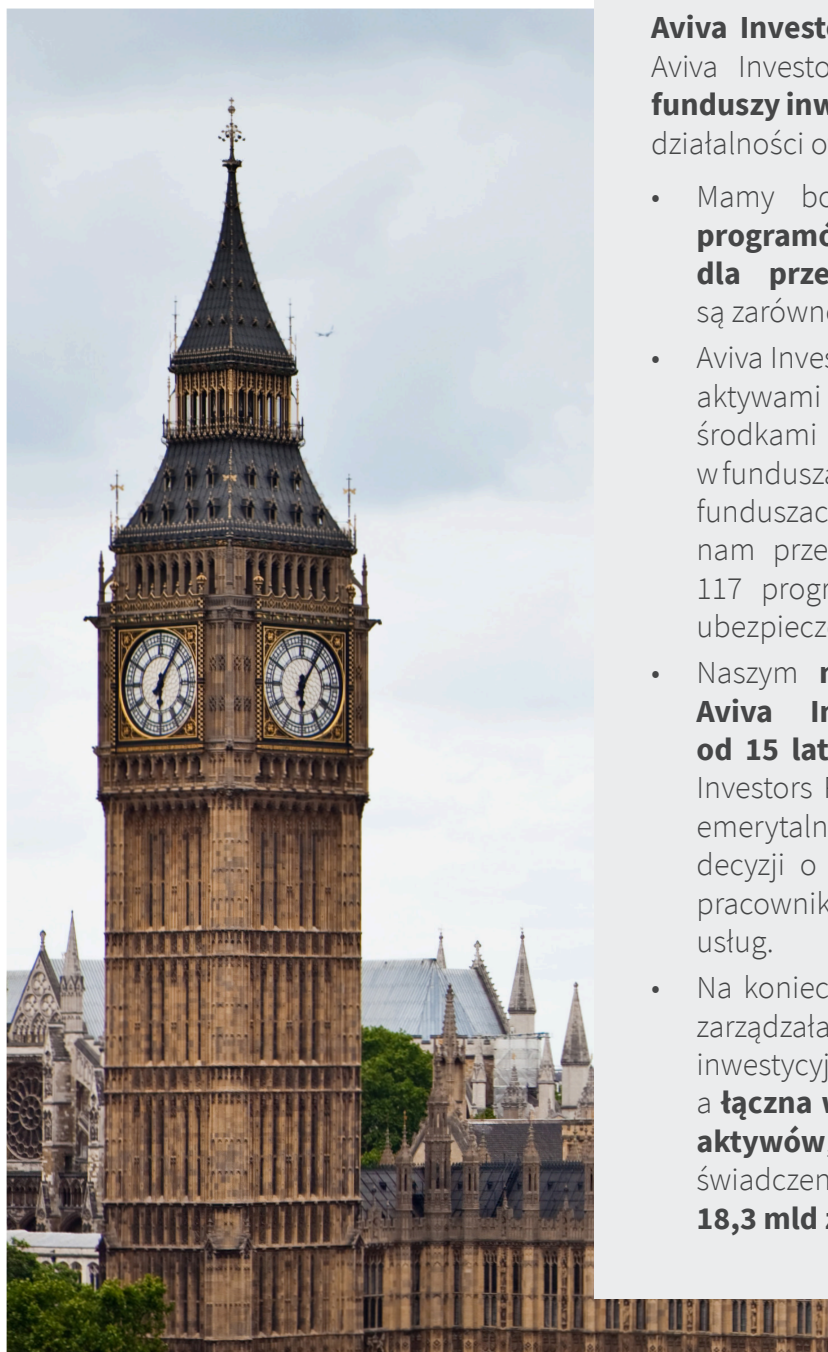 Aviva Investo
Aviva Investo
funduszy inw
działalności o
• Mamy bo
programó
dla prze
są zarówno
• Aviva Inves
aktywami
środkami
w fundusza
funduszac
nam prze
117 progr
ubezpiecz
• Naszym
Aviva In
od 15 lat
Investors
emerytaln
decyzji o
pracownik
usług.
• Na koniec
zarządzała
inwestycyj
a łączna
aktywów,
świadczen
18,3 mld